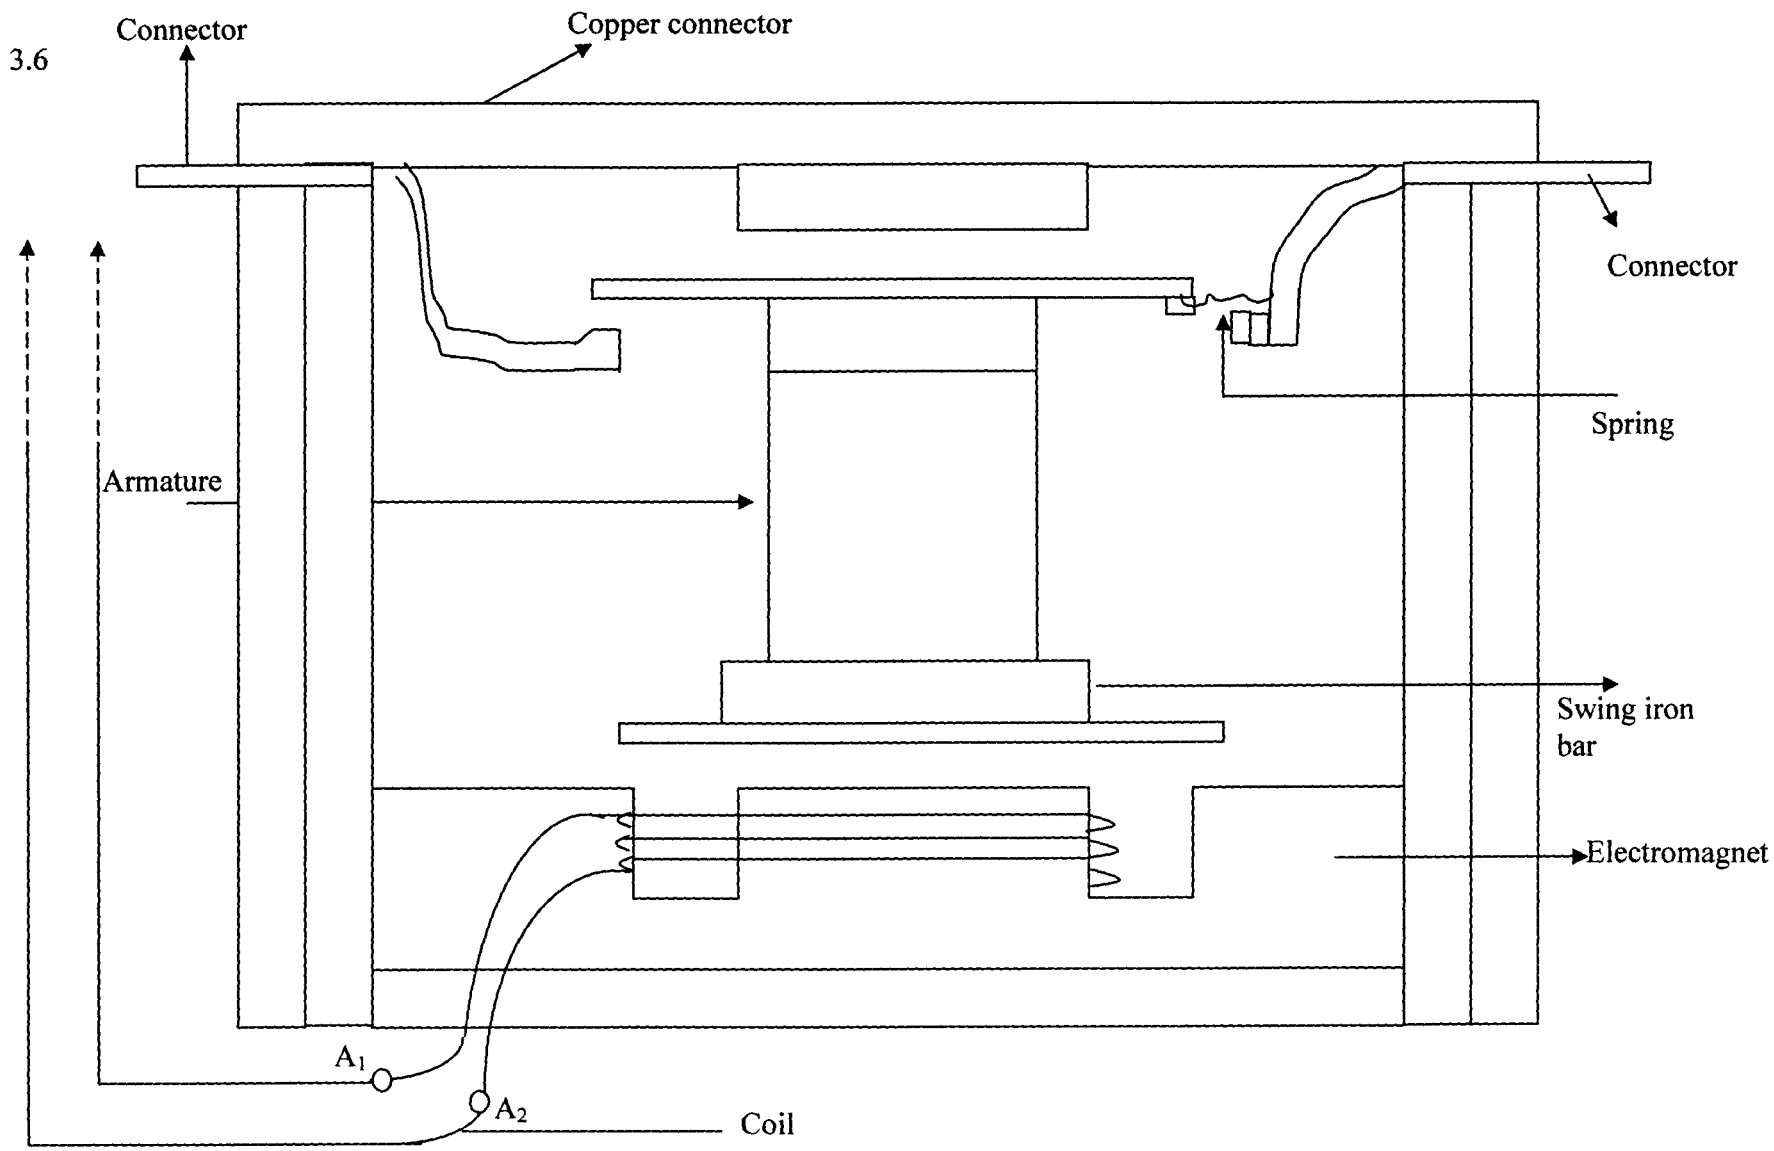 3.6
Connector
Copper connector
Connector
Spring
Armature
Swing iron
bar
Electromagnet
A₁
A₂
Coil